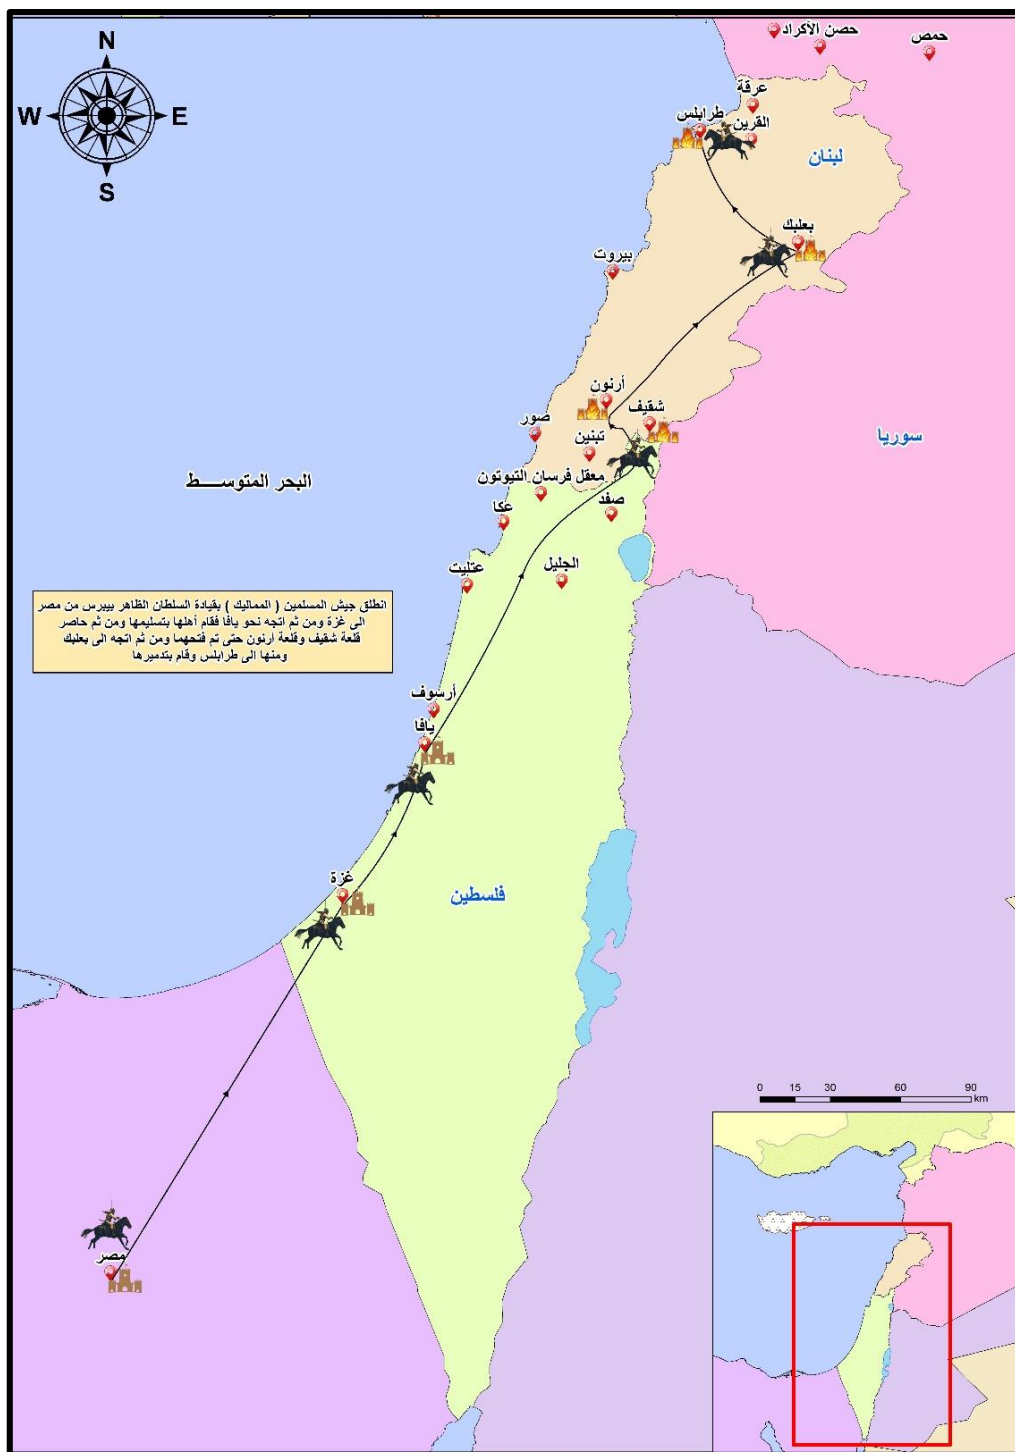 حصن الأكراد
حمص
عرقة
طرابلس
القرين
لبنان
بعلبك
بيروت
أرنون
شقيف
صور
تبنين
سوريا
معقل فرسان التيوتون
البحر المتوســــط
عكا
صفد
عتليت
الجليل
انطلق جيش المسلمين ( المماليك ) بقيادة السلطان الظاهر بيبرس من مصر
الى غزة ومن ثم اتجه نحو يافا فقام أهلها بتسليمها ومن ثم حاصر
قلعة شقيف وقلعة أرنون حتى تم فتحهما ومن ثم اتجه الى بعلبك
ومنها الى طرابلس وقام بتدميرها
أرسوف
يافا
غزة
فلسطين
مصر
N
W
E
S
0 15 30 60 90
km